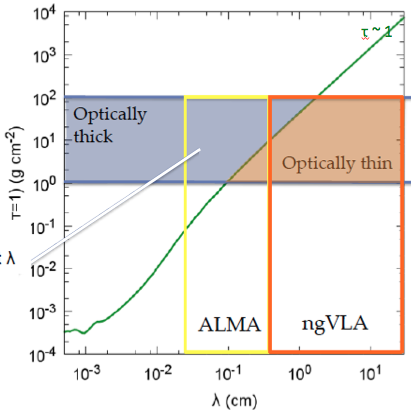 10⁴
τ ~ 1
10³
10²
Optically
thick
10¹
Optically thin
10⁰
τ=1) (g cm⁻²)
10⁻¹
: λ
10⁻²
10⁻³
ALMA
ngVLA
10⁻⁴
10⁻³
10⁻²
10⁻¹
10⁰
10¹
λ (cm)